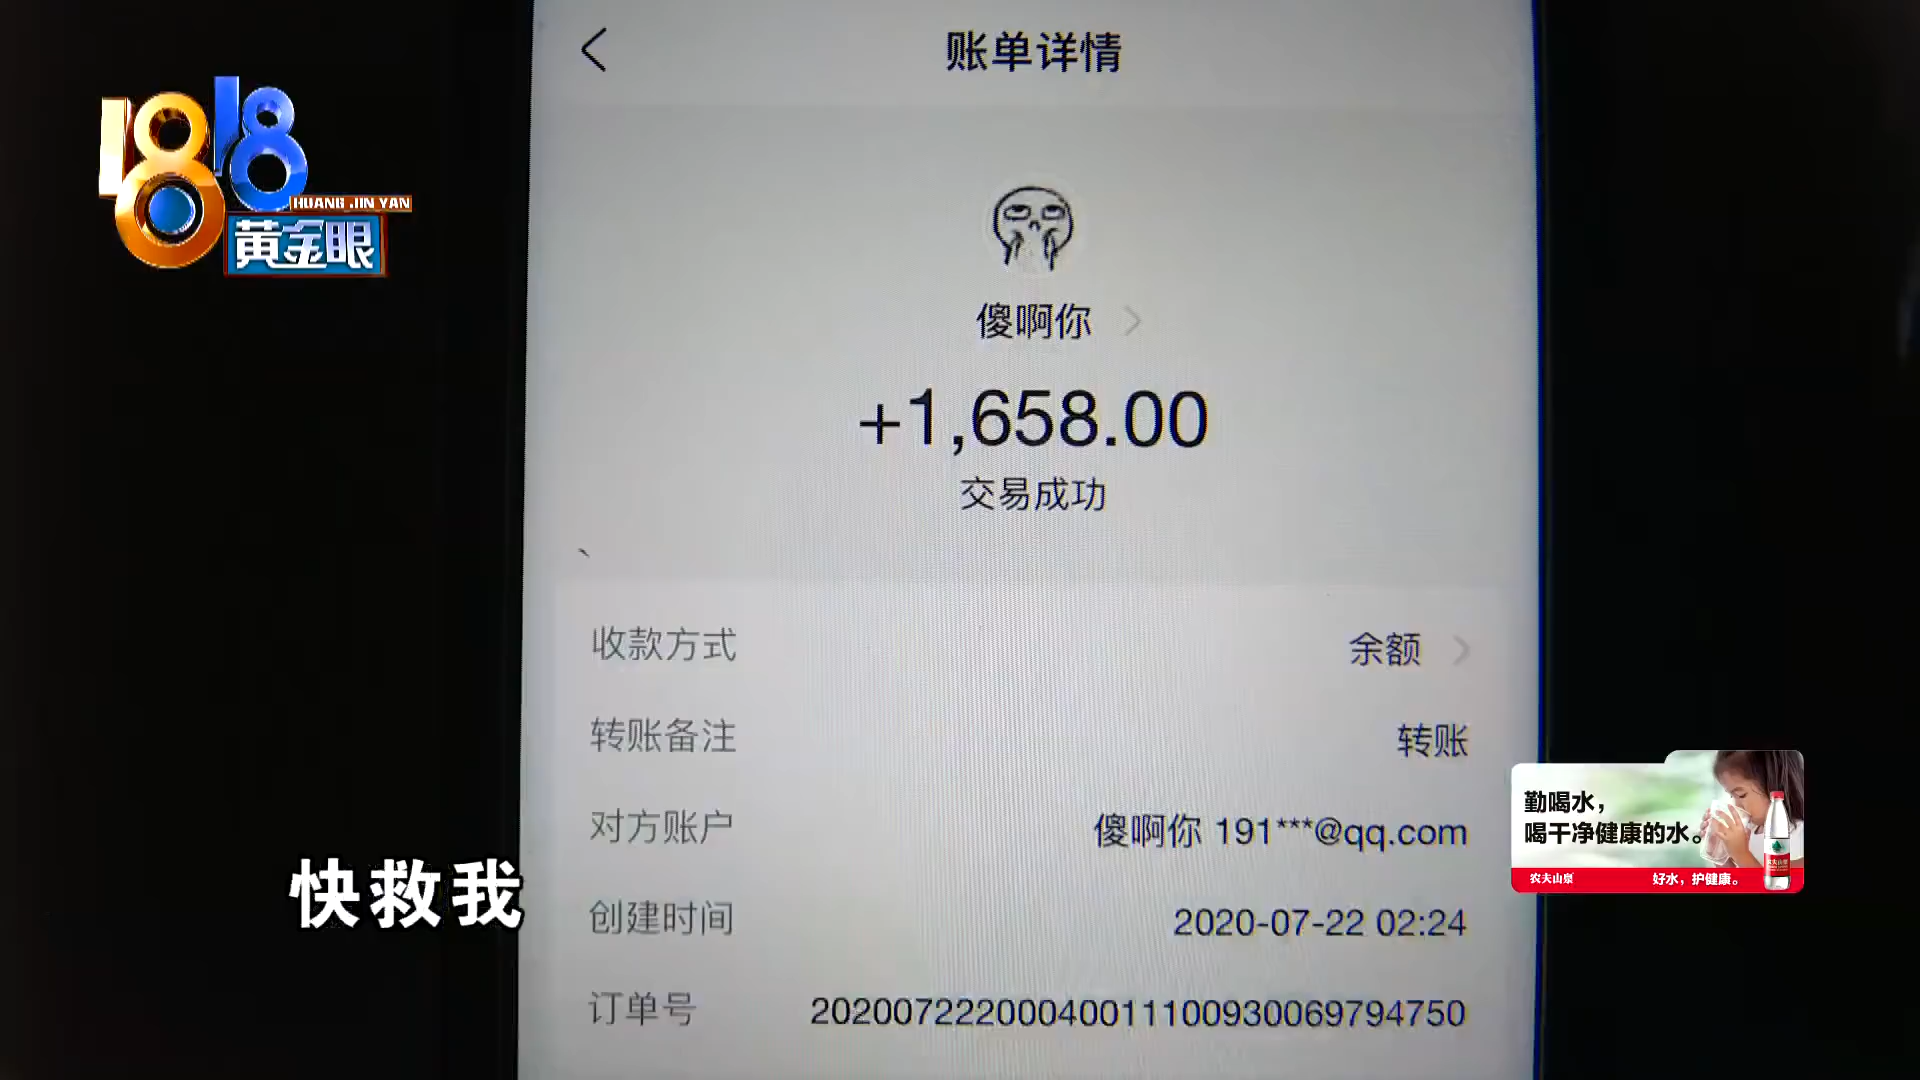 账单详情
1818
HUANG JIN YAN
黄金眼
傻啊你
+1,658.00
交易成功
收款方式 余额
转账备注 转账
对方账户 傻啊你 191***@qq.com
创建时间 2020-07-22 02:24
订单号 20200722200040011100930069794750
快救我
勤喝水，
喝干净健康的水。
农夫山泉 好水，护健康。
农夫山泉